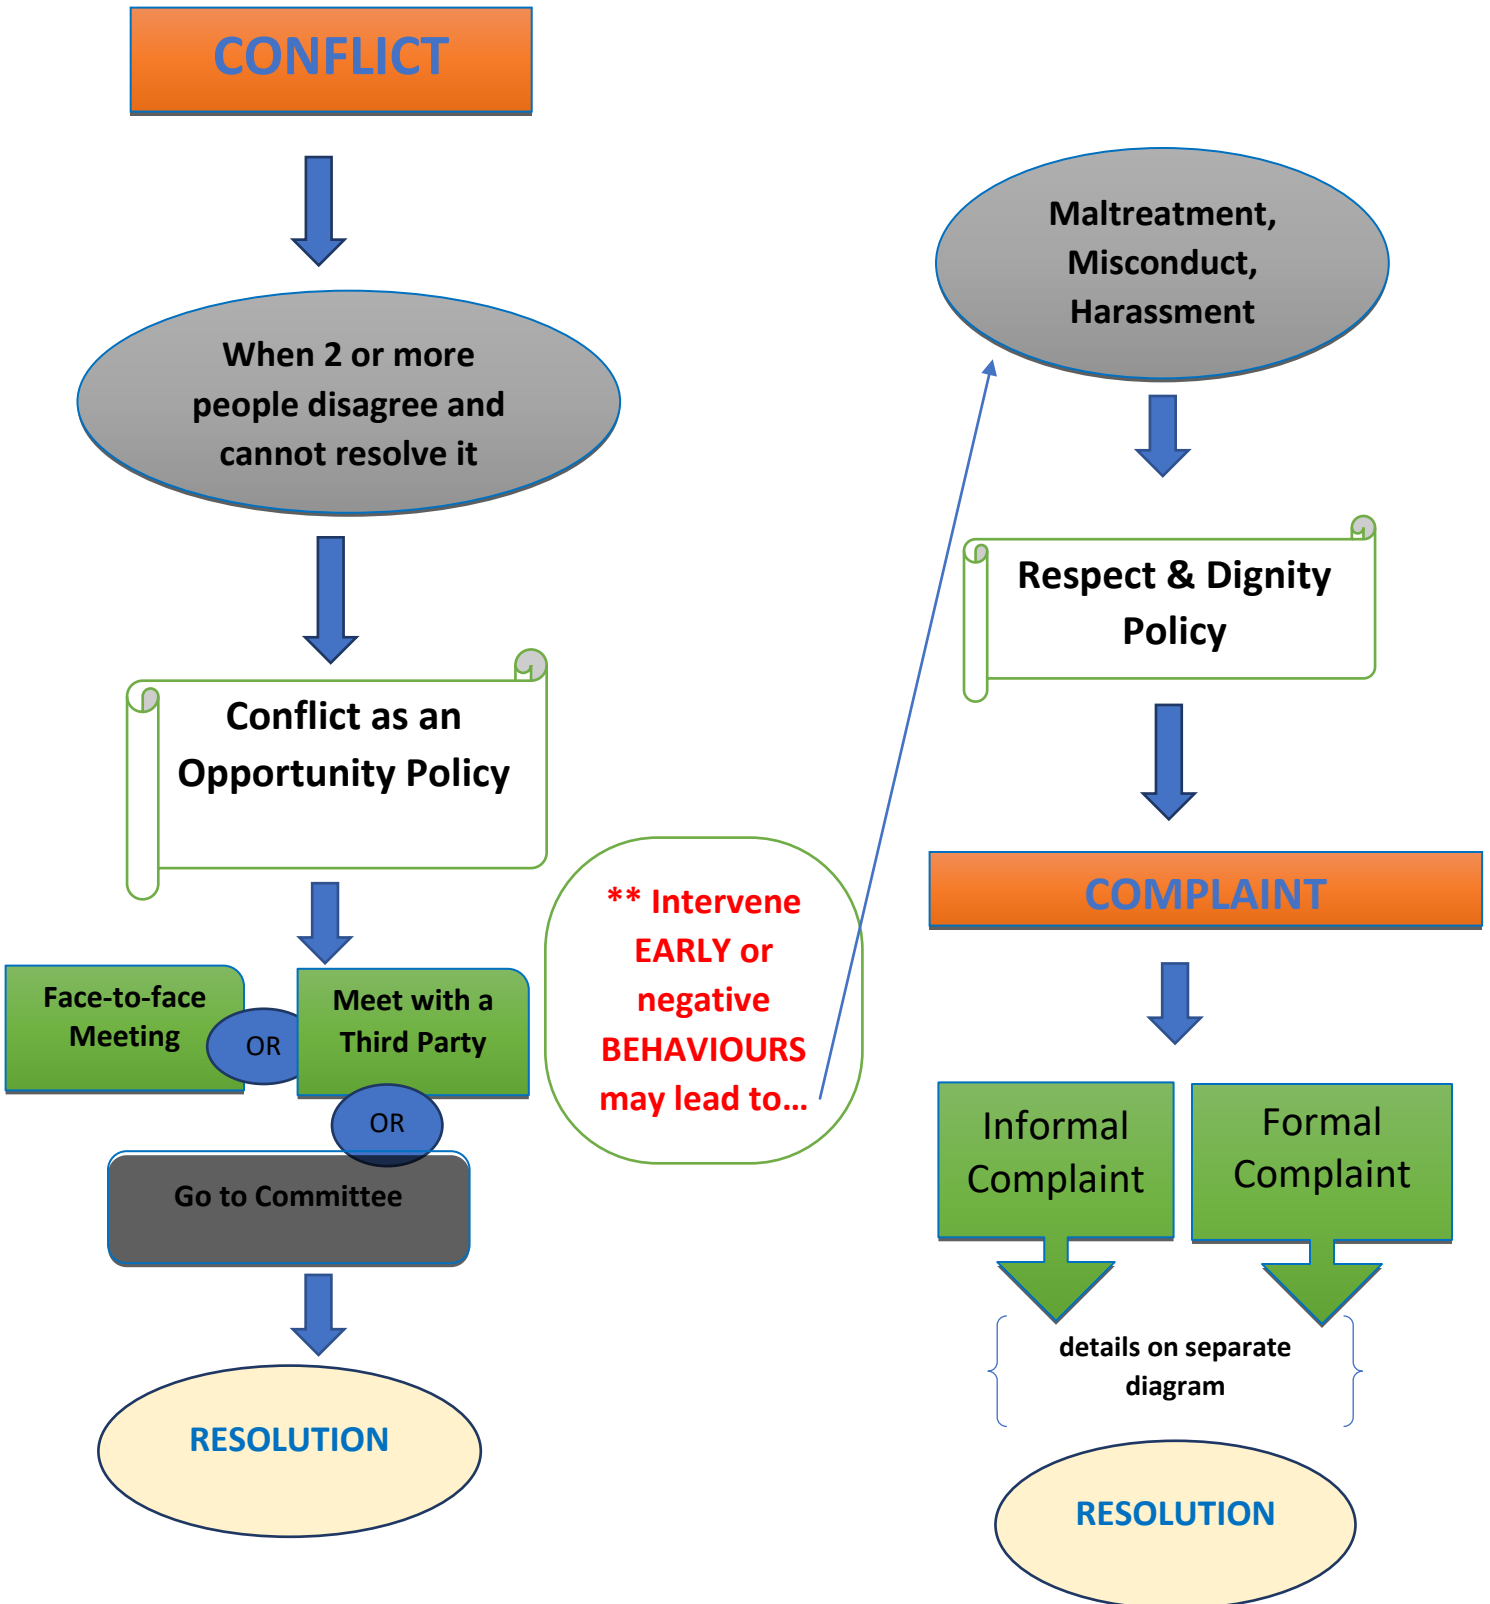 CONFLICT
When 2 or more
people disagree and
cannot resolve it
Conflict as an
Opportunity Policy
Face-to-face
Meeting
OR
Meet with a
Third Party
OR
Go to Committee
RESOLUTION
** Intervene
EARLY or
negative
BEHAVIOURS
may lead to...
Maltreatment,
Misconduct,
Harassment
Respect & Dignity
Policy
COMPLAINT
Informal
Complaint
Formal
Complaint
details on separate
diagram
RESOLUTION